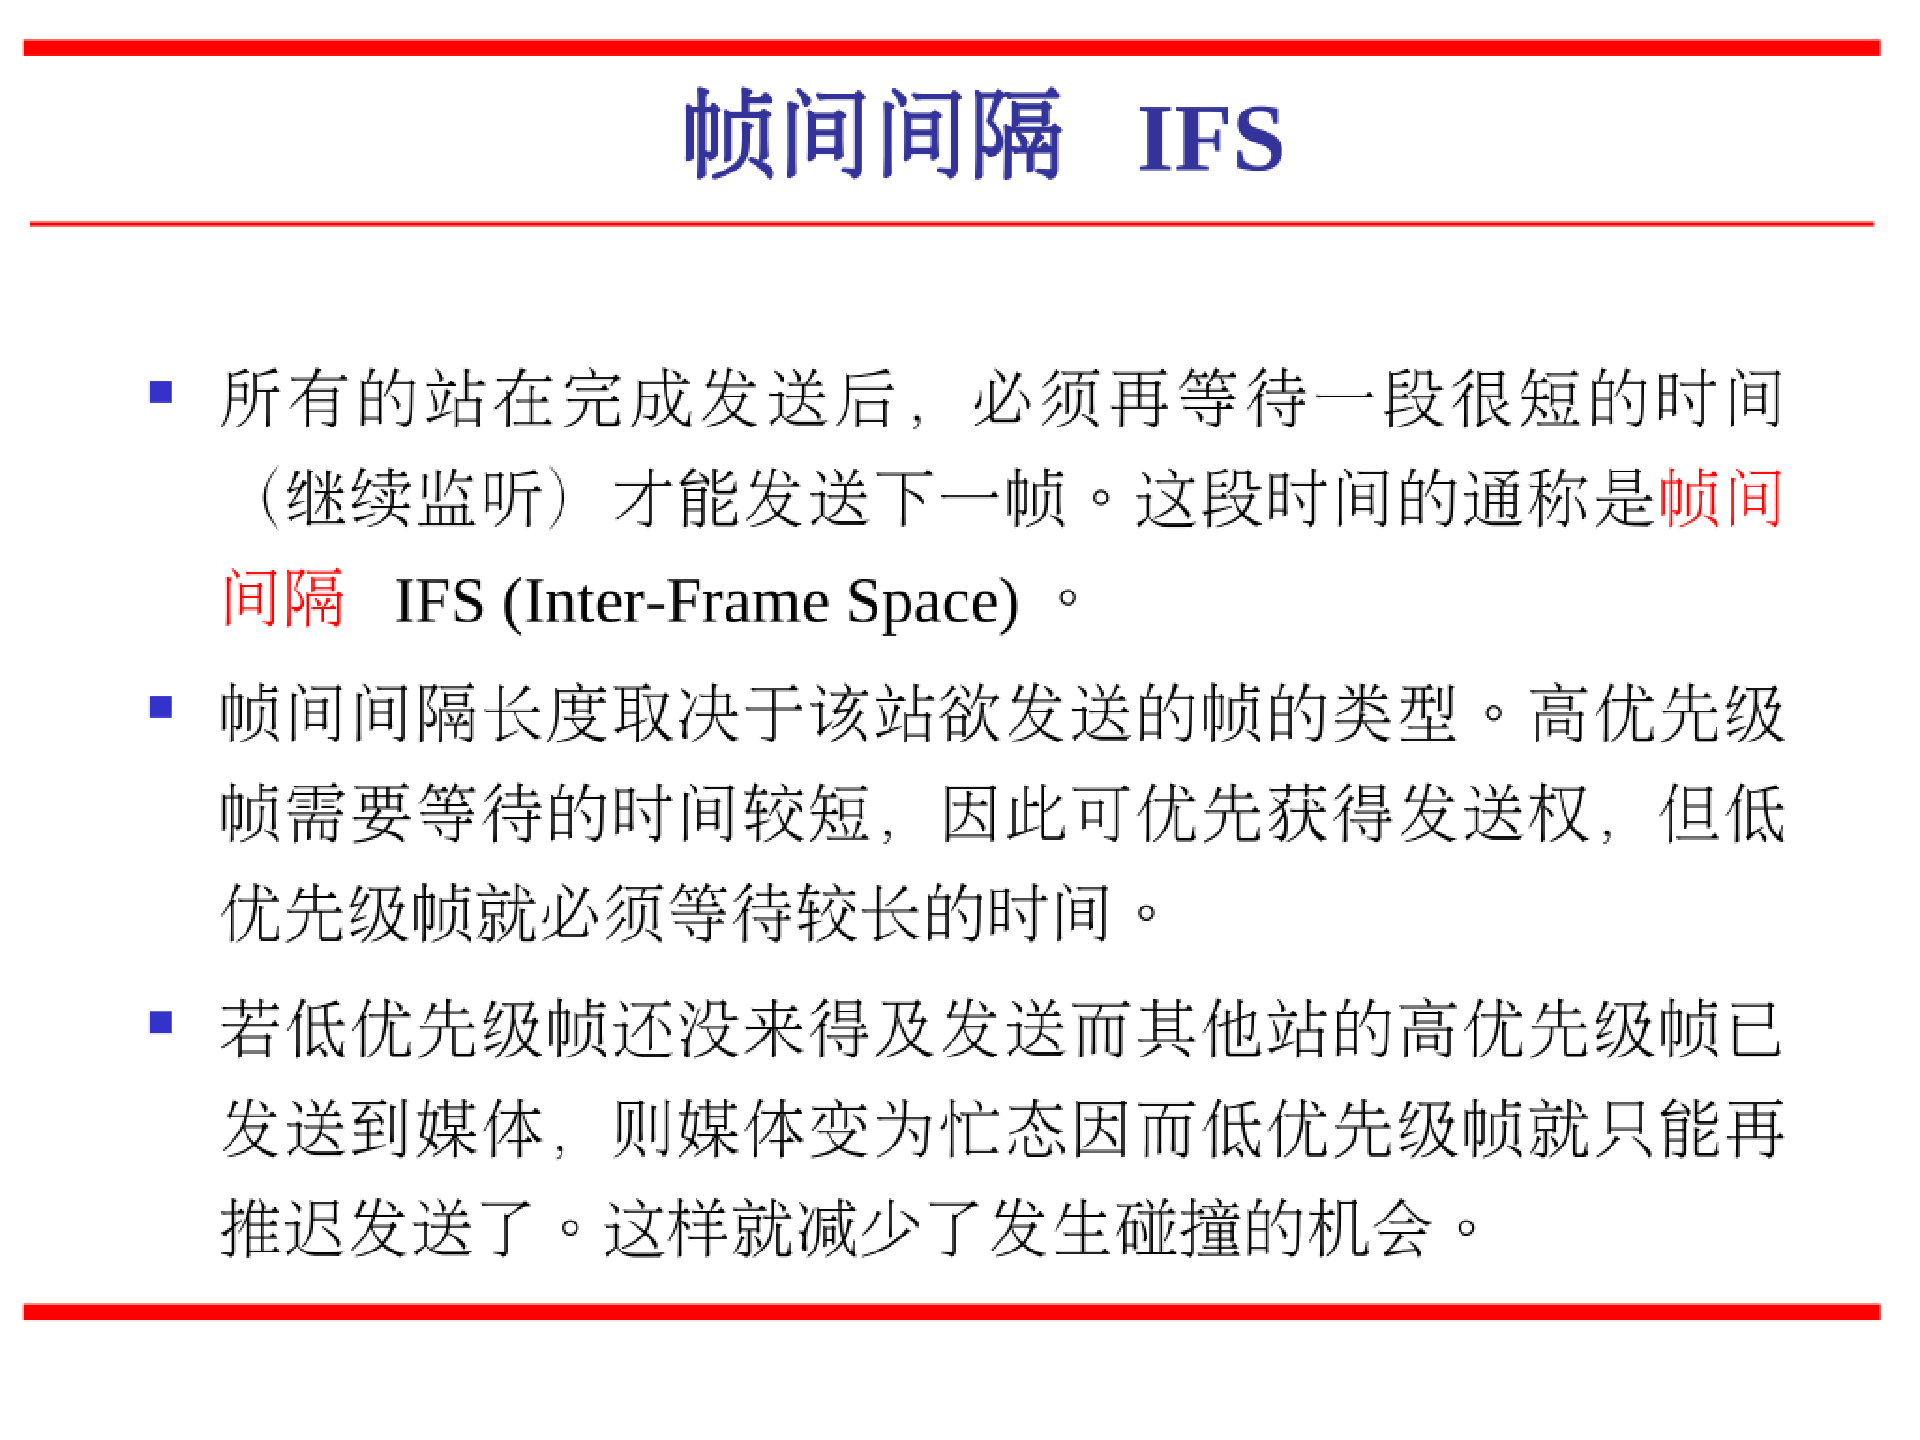 帧间间隔 IFS
所有的站在完成发送后，必须再等待一段很短的时间
（继续监听）才能发送下一帧。这段时间的通称是帧间
间隔 IFS (Inter-Frame Space) 。
帧间间隔长度取决于该站欲发送的帧的类型。高优先级
帧需要等待的时间较短，因此可优先获得发送权，但低
优先级帧就必须等待较长的时间。
若低优先级帧还没来得及发送而其他站的高优先级帧已
发送到媒体，则媒体变为忙态因而低优先级帧就只能再
推迟发送了。这样就减少了发生碰撞的机会。